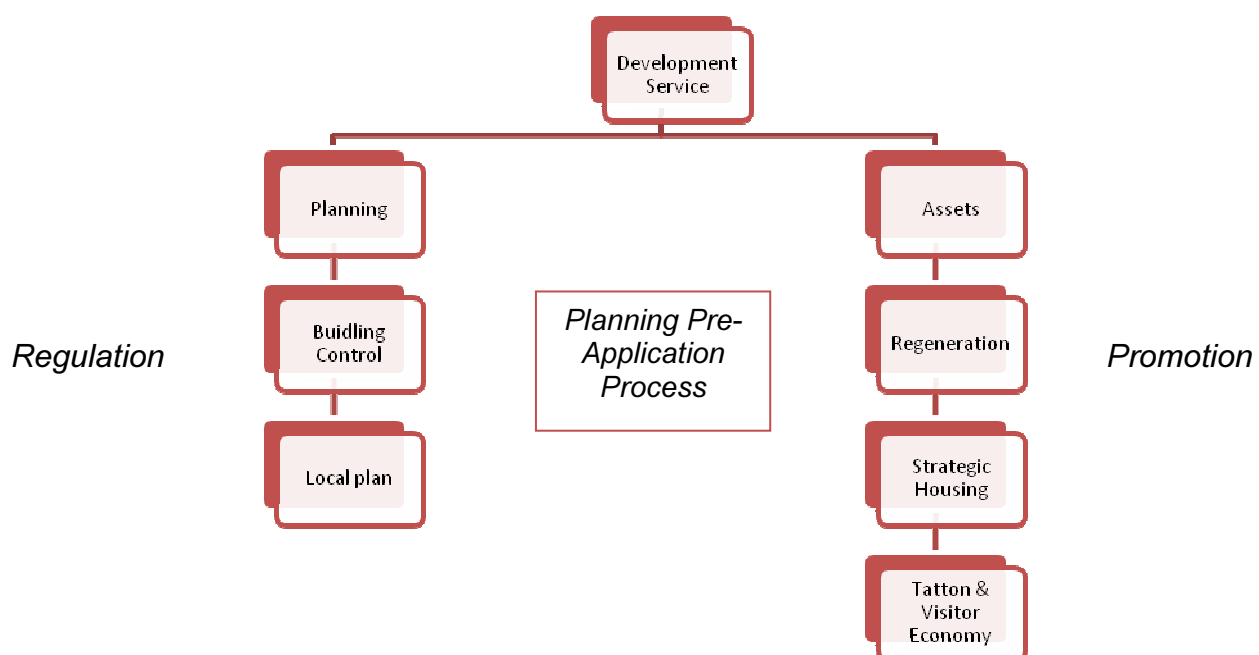 Development
Service
Planning
Assets
Buidling
Control
Planning Pre-
Application
Process
Regeneration
Regulation
Promotion
Local plan
Strategic
Housing
Tatton &
Visitor
Economy